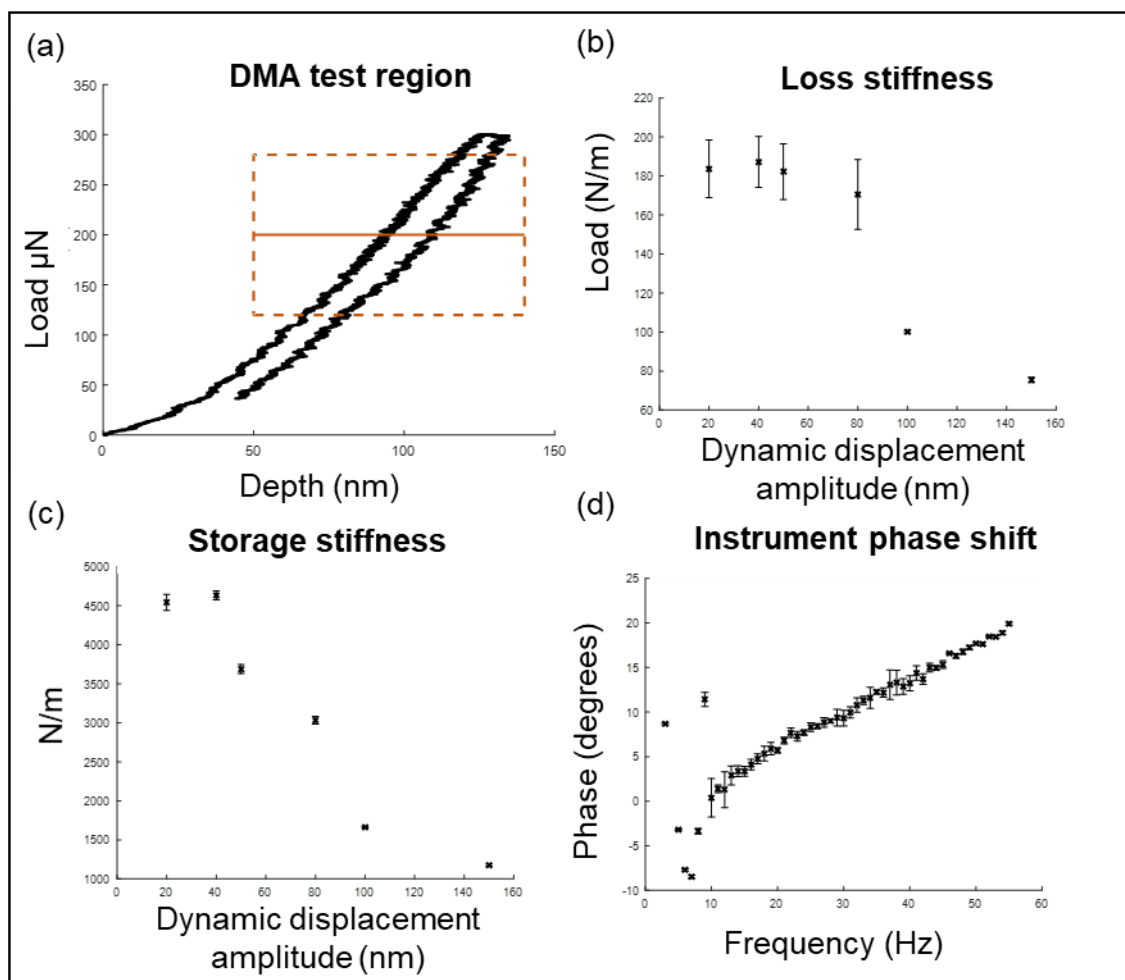 (a)
DMA test region
350
300
250
200
150
100
50
0
Load µN
0 50 100 150
Depth (nm)
(b)
Loss stiffness
220
200
180
160
140
120
100
80
60
Load (N/m)
0 20 40 60 80 100 120 140 160
Dynamic displacement
amplitude (nm)
(c)
Storage stiffness
5000
4500
4000
3500
3000
2500
2000
1500
1000
N/m
0 20 40 60 80 100 120 140 160
Dynamic displacement
amplitude (nm)
(d)
Instrument phase shift
25
20
15
10
5
0
-5
-10
Phase (degrees)
0 10 20 30 40 50 60
Frequency (Hz)